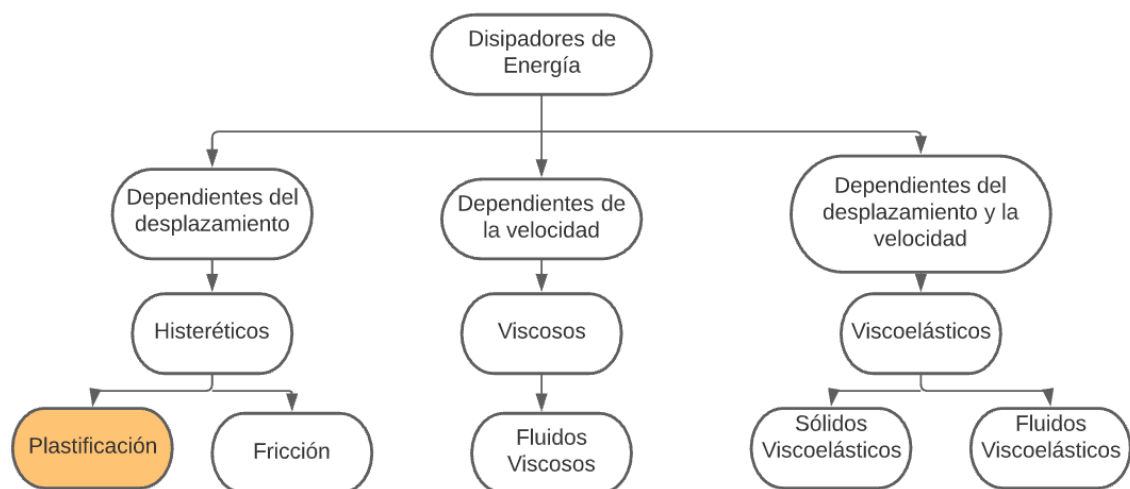 Disipadores de
Energía
Dependientes del
desplazamiento
Dependientes de
la velocidad
Dependientes del
desplazamiento y la
velocidad
Histeréticos
Viscosos
Viscoelásticos
Plastificación
Fricción
Fluidos
Viscosos
Sólidos
Viscoelásticos
Fluidos
Viscoelásticos